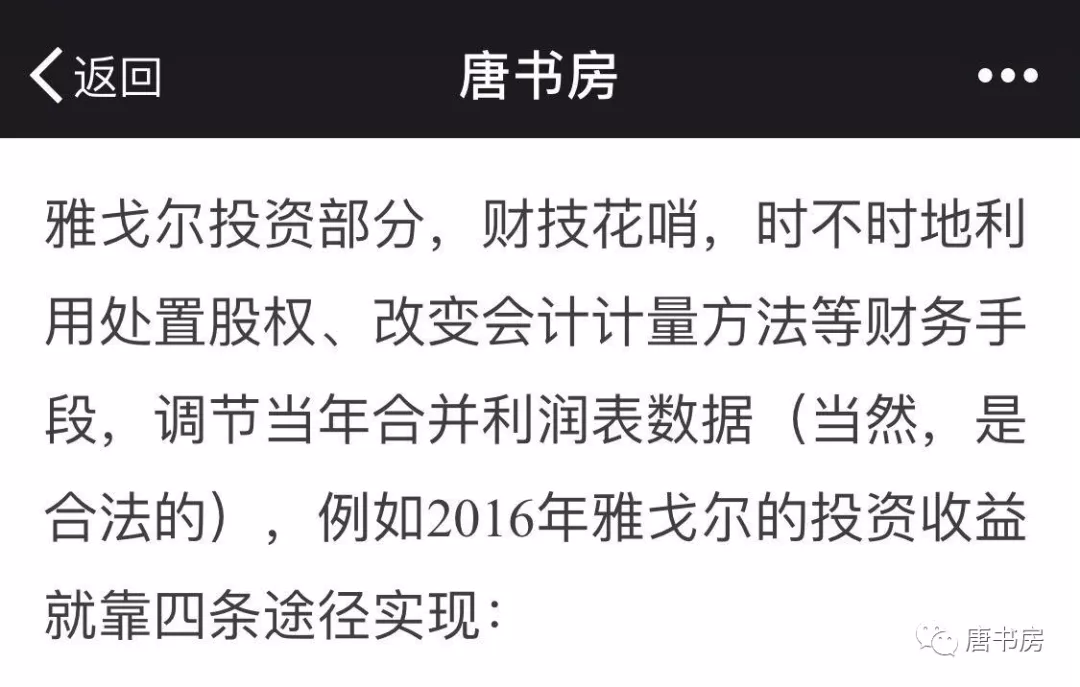 返回
唐书房
雅戈尔投资部分，财技花哨，时不时地利
用处置股权、改变会计计量方法等财务手
段，调节当年合并利润表数据（当然，是
合法的），例如2016年雅戈尔的投资收益
就靠四条途径实现：
唐书房